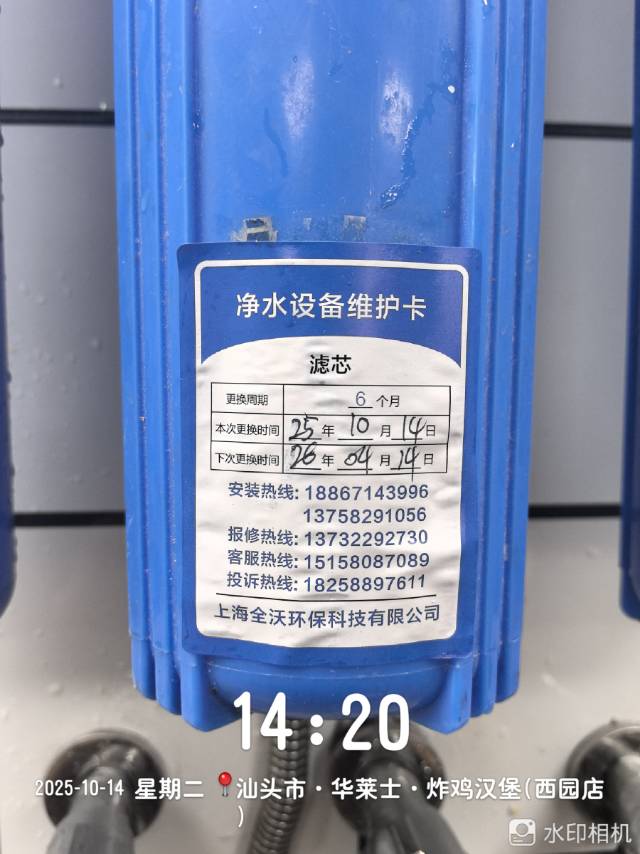 净水设备维护卡
滤芯
更换周期 6 个月
本次更换时间 25 年 10 月 14 日
下次更换时间 26 年 04 月 14 日
安装热线: 18867143996
13758291056
报修热线: 13732292730
客服热线: 15158087089
投诉热线: 18258897611
上海全沃环保科技有限公司
14:20
2025-10-14 星期二 汕头市·华莱士·炸鸡汉堡(西园店
)
水印相机